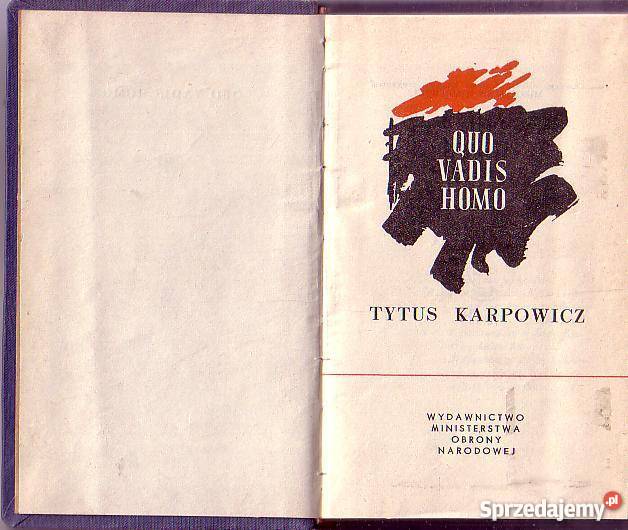 QUO
VADIS
HOMO
TYTUS KARPOWICZ
WYDAWNICTWO
MINISTERSTWA
OBRONY
NARODOWEJ
Sprzedajemy.pl